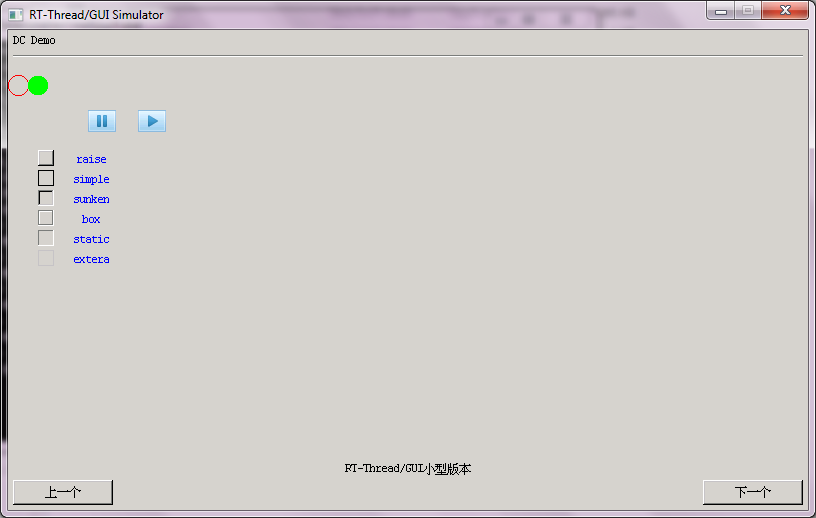 RT-Thread/GUI Simulator
DC Demo
raise
simple
sunken
box
static
extera
RT-Thread/GUI小型版本
上一个
下一个